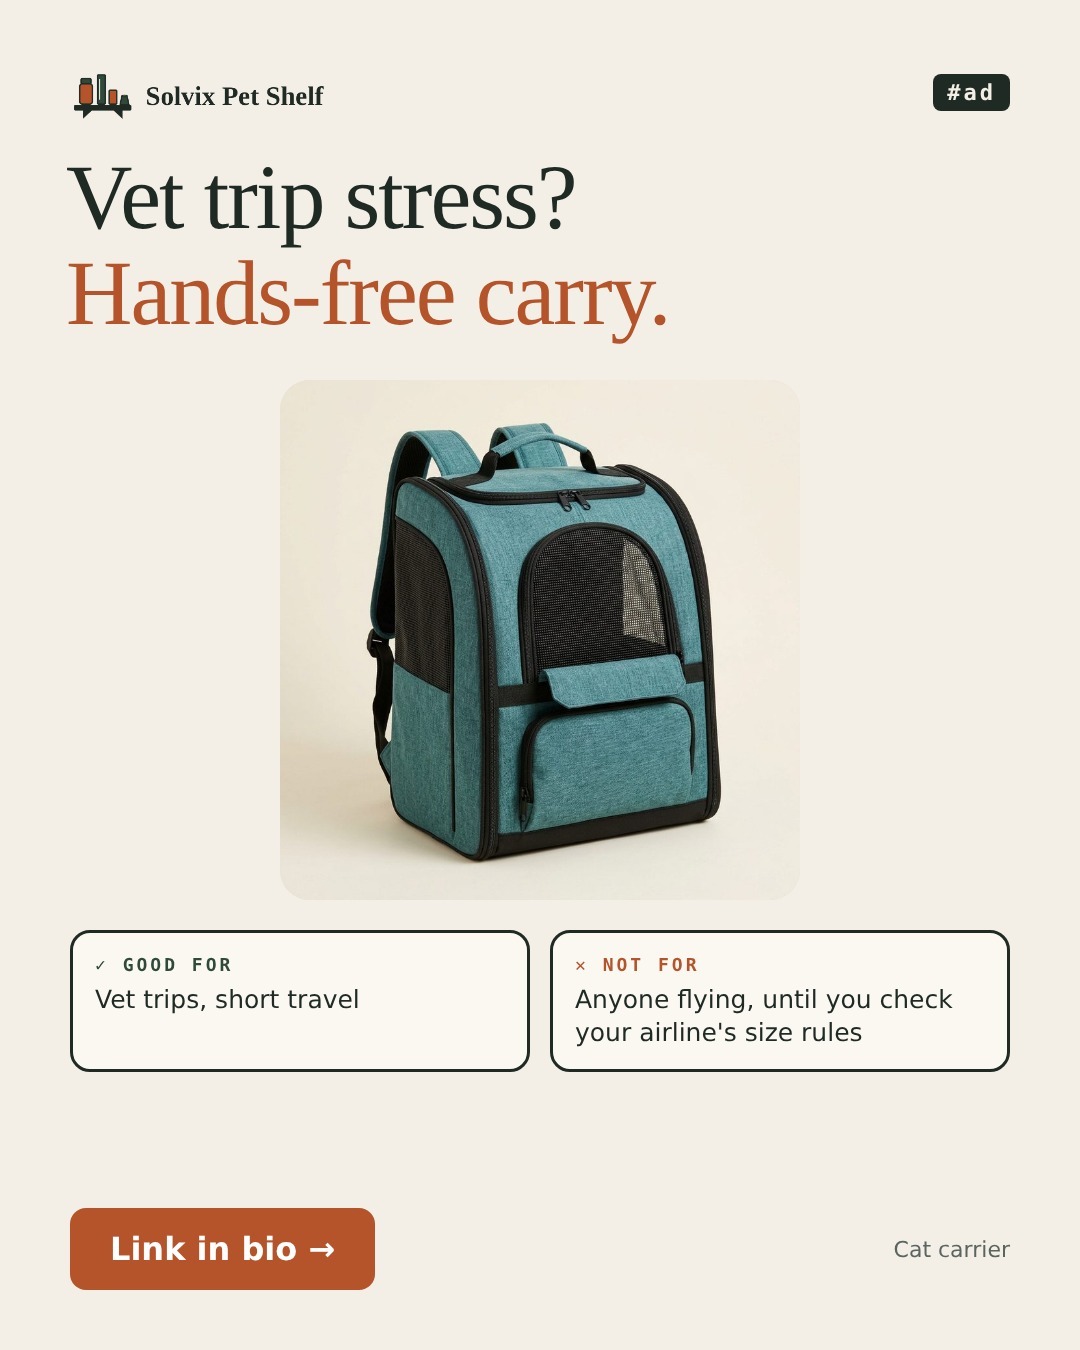 Solvix Pet Shelf
#ad
Vet trip stress?
Hands-free carry.
✓ GOOD FOR
Vet trips, short travel
✕ NOT FOR
Anyone flying, until you check
your airline's size rules
Link in bio →
Cat carrier